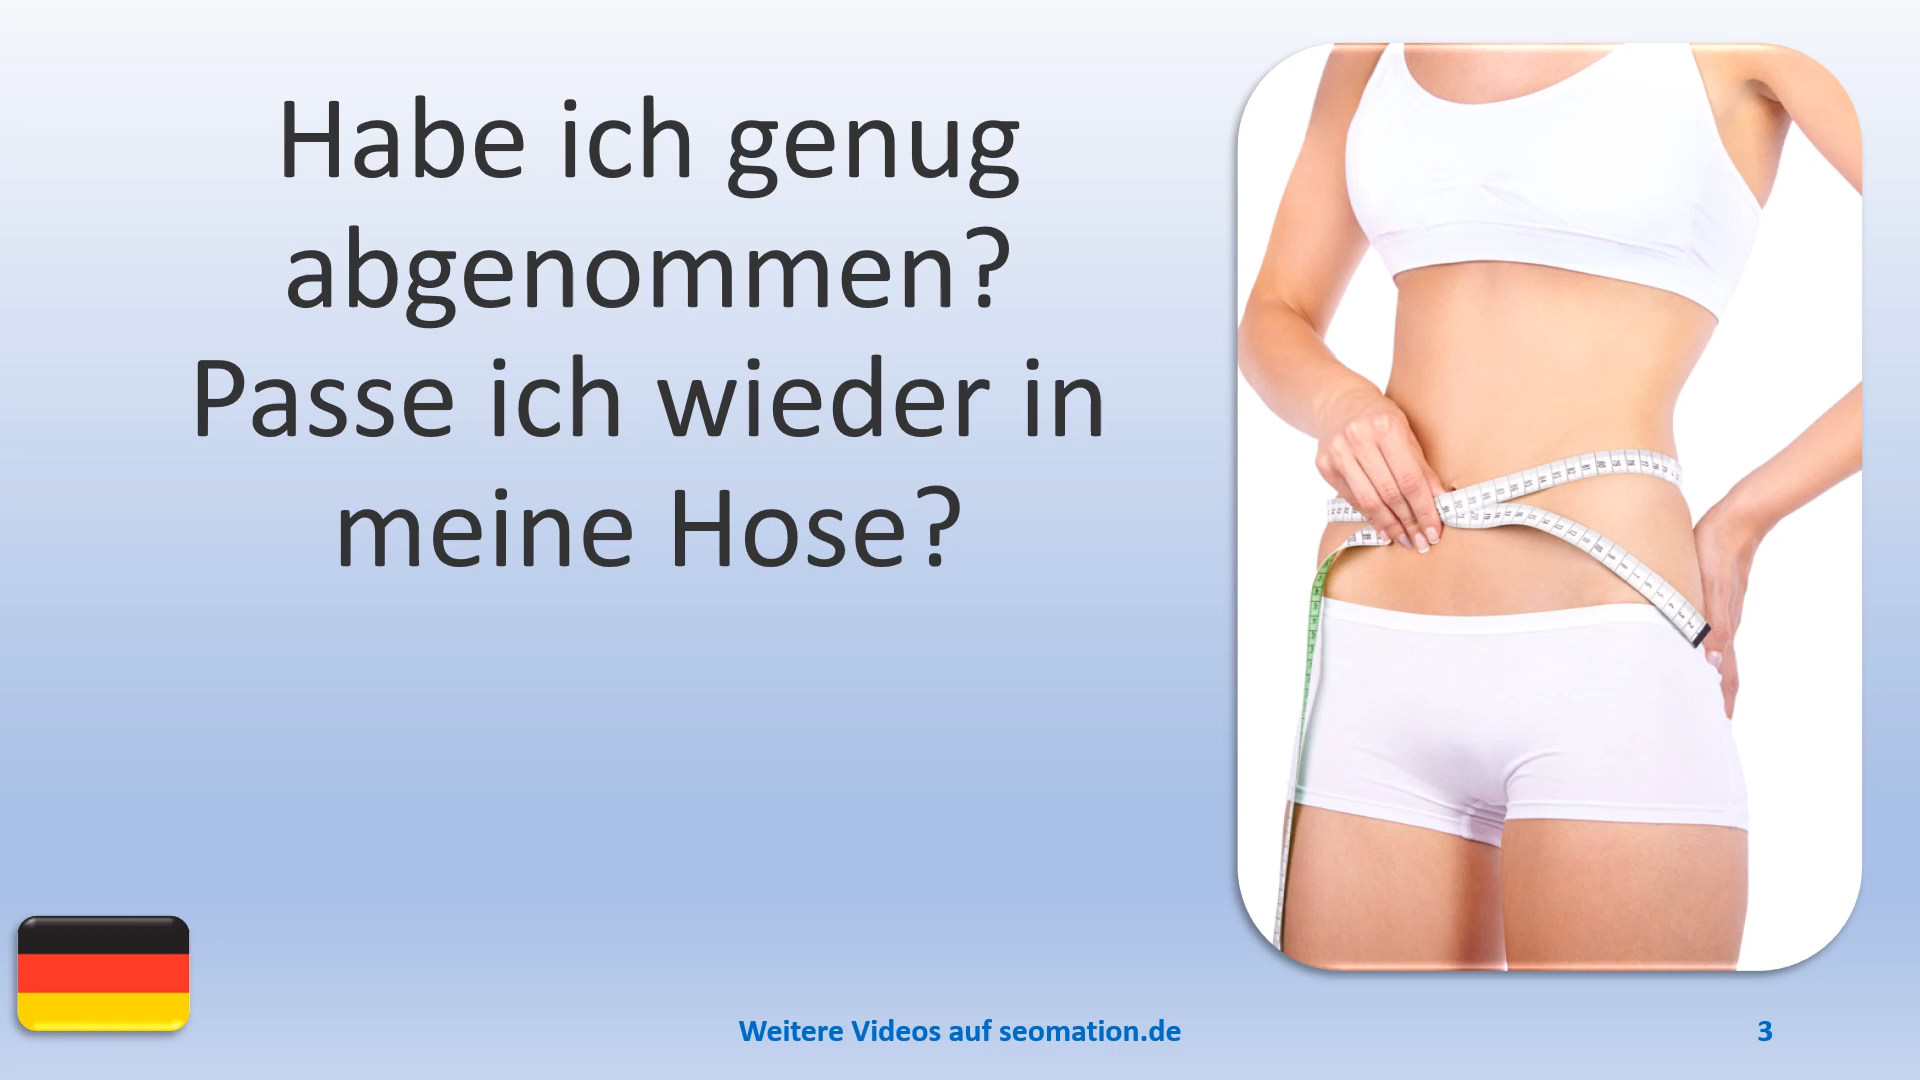 Habe ich genug
abgenommen?
Passe ich wieder in
meine Hose?
Weitere Videos auf seomation.de
3